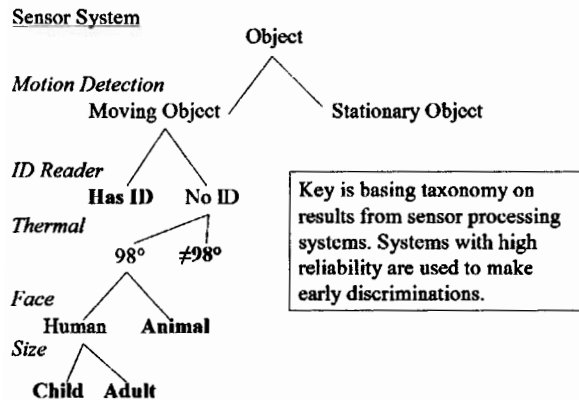 Sensor System
Object
Motion Detection
Moving Object Stationary Object
ID Reader
Has ID No ID
Thermal
98° ≠98°
Face
Human Animal
Size
Child Adult
Key is basing taxonomy on
results from sensor processing
systems. Systems with high
reliability are used to make
early discriminations.